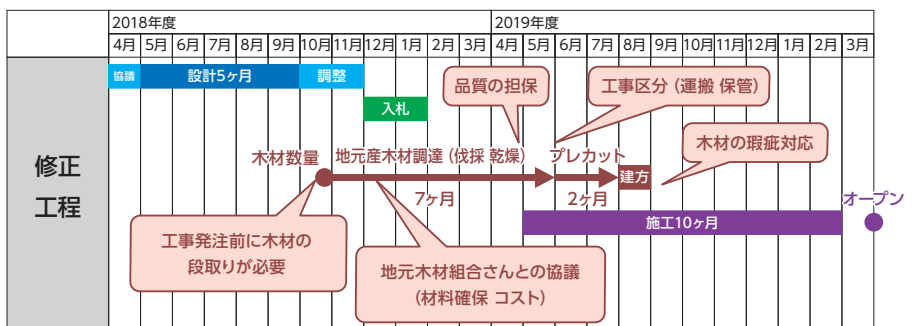 2018年度
2019年度
4月 5月 6月 7月 8月 9月 10月 11月 12月 1月 2月 3月 4月 5月 6月 7月 8月 9月 10月 11月 12月 1月 2月 3月
修正
工程
協議
設計5ヶ月
調整
入札
品質の担保
工事区分（運搬 保管）
木材の瑕疵対応
木材数量
地元産木材調達（伐採 乾燥）
プレカット
建方
7ヶ月
2ヶ月
オープン
施工10ヶ月
工事発注前に木材の
段取りが必要
地元木材組合さんとの協議
（材料確保 コスト）